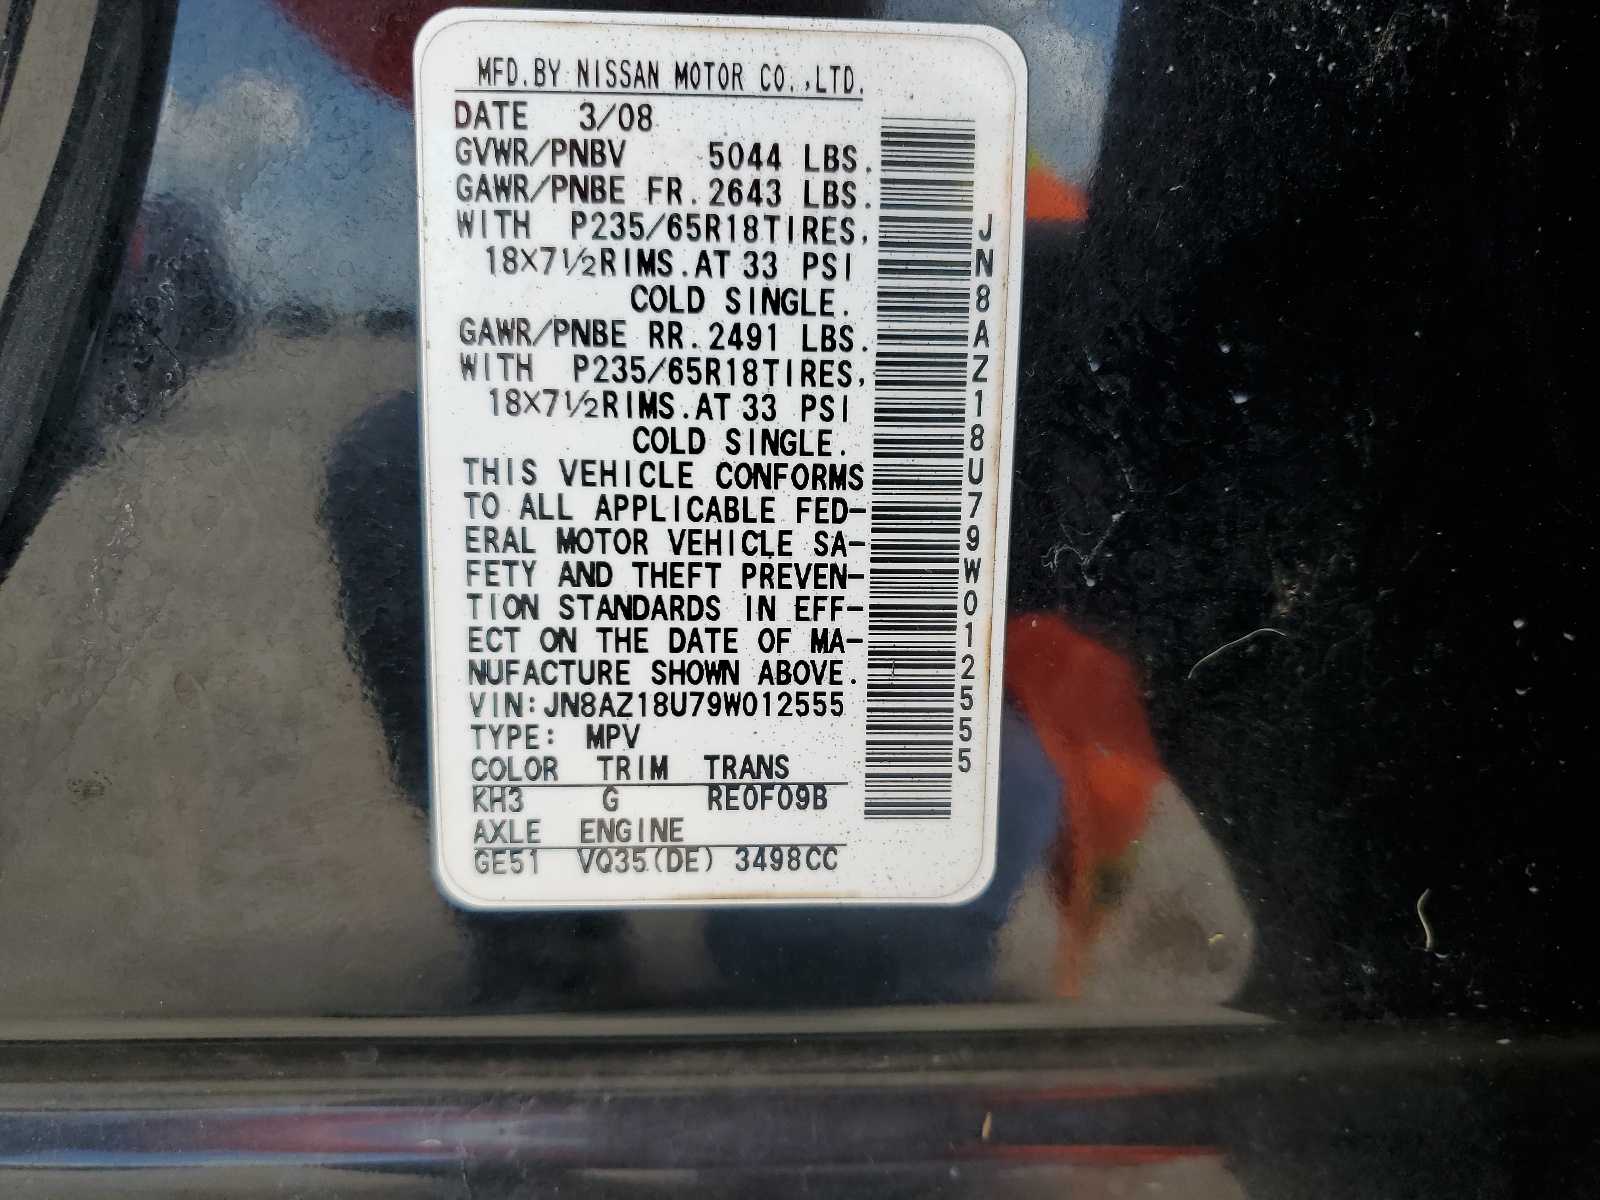 MFD.BY NISSAN MOTOR CO.,LTD.
DATE 3/08
GVWR/PNBV 5044 LBS.
GAWR/PNBE FR. 2643 LBS.
WITH P235/65R18TIRES,
18X7½RIMS.AT 33 PSI
COLD SINGLE.
GAWR/PNBE RR. 2491 LBS.
WITH P235/65R18TIRES,
18X7½RIMS.AT 33 PSI
COLD SINGLE.
THIS VEHICLE CONFORMS
TO ALL APPLICABLE FED-
ERAL MOTOR VEHICLE SA-
FETY AND THEFT PREVEN-
TION STANDARDS IN EFF-
ECT ON THE DATE OF MA-
NUFACTURE SHOWN ABOVE.
VIN:JN8AZ18U79W012555
TYPE: MPV
COLOR TRIM TRANS
KH3 G RE0F09B
AXLE ENGINE
GE51 VQ35(DE) 3498CC
JN8AZ18U79W012555